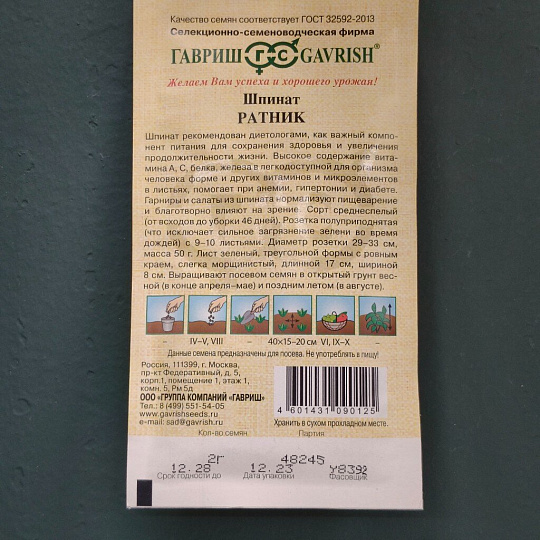 Качество семян соответствует ГОСТ 32592-2013
Селекционно-семеноводческая фирма
ГАВРИШ Г С GAVRISH®
Желаем Вам успеха и хорошего урожая!
Шпинат
РАТНИК
Шпинат рекомендован диетологами, как важный компо-
нент питания для сохранения здоровья и увеличения
продолжительности жизни. Высокое содержание вита-
мина А, С, белка, железа в легкодоступной для организма
человека форме и других витаминов и микроэлементов
в листьях, помогает при анемии, гипертонии и диабете.
Гарниры и салаты из шпината нормализуют пищеварение
и благотворно влияют на зрение. Сорт среднеспелый
(от всходов до уборки 46 дней). Розетка полуприподнятая
(что исключает сильное загрязнение зелени во время
дождей) с 9–10 листьями. Диаметр розетки 29–33 см,
масса 50 г. Лист зеленый, треугольной формы с ровным
краем, слегка морщинистый, длинной 17 см, шириной
8 см. Выращивают посевом семян в открытый грунт вес-
ной (в конце апреля–мае) и поздним летом (в августе).
– IV–V, VIII – 40×15–20 см VI, IX–X –
Данные семена предназначены для посева. Не употреблять в пищу!
Россия, 111399, г. Москва,
пр-кт Федеративный, д. 5,
корп.1, помещение 1, этаж 1,
комн. 5, Рм 5д
ООО «ГРУППА КОМПАНИЙ «ГАВРИШ»
Тел.: 8 (499) 551-54-05
www.gavrishseeds.ru
e-mail: sad@gavrish.ru
4 601431 090125
Хранить в сухом прохладном месте.
Кол-во семян Партия
2г 48245
12.28 12.23 У8392
Срок годности до Дата упаковки Фасовщик